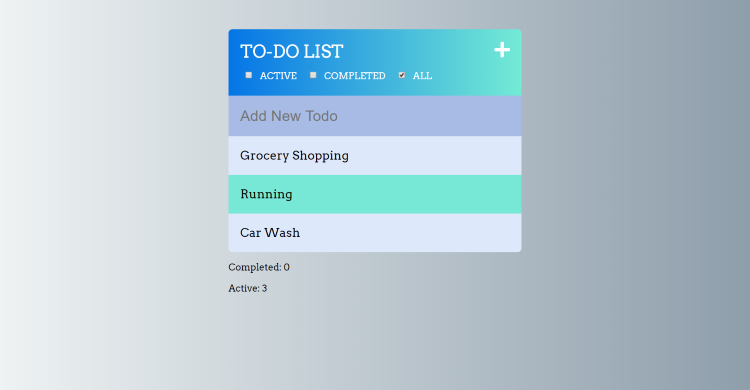 TO-DO LIST
ACTIVE COMPLETED ALL
Add New Todo
Grocery Shopping
Running
Car Wash
Completed: 0
Active: 3